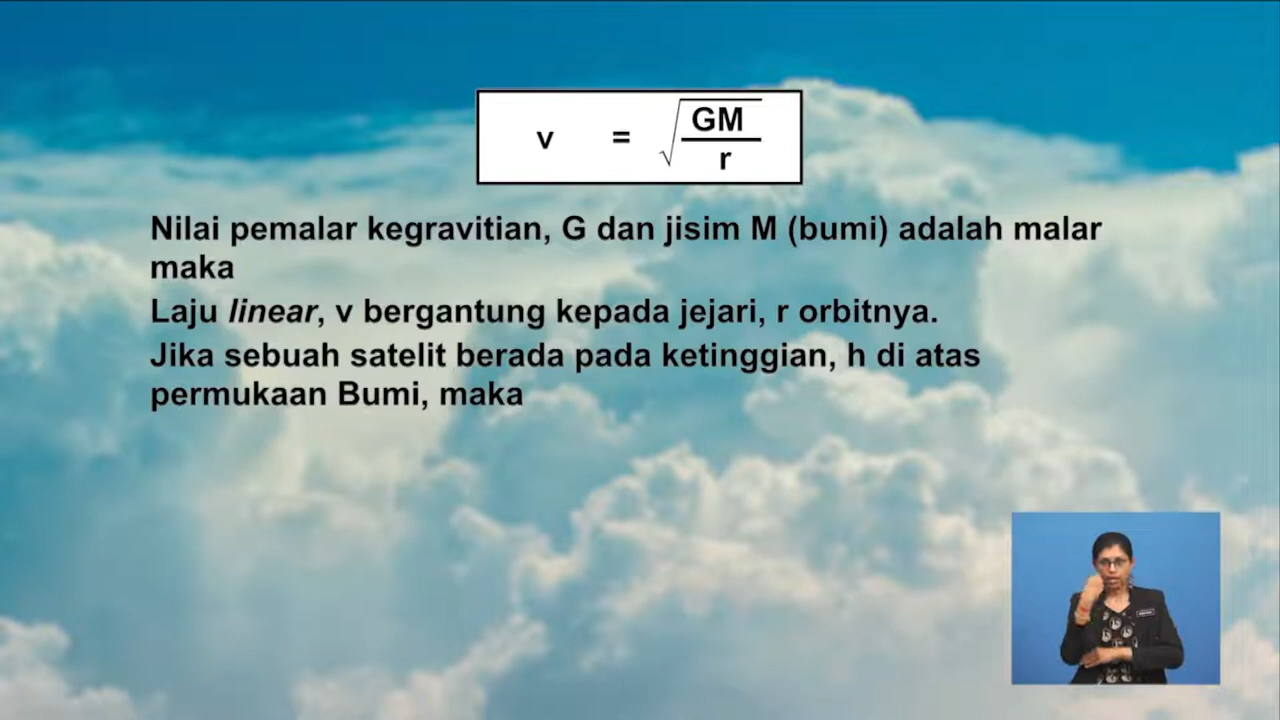 v = √GM/r
Nilai pemalar kegravitian, G dan jisim M (bumi) adalah malar
maka
Laju linear, v bergantung kepada jejari, r orbitnya.
Jika sebuah satelit berada pada ketinggian, h di atas
permukaan Bumi, maka